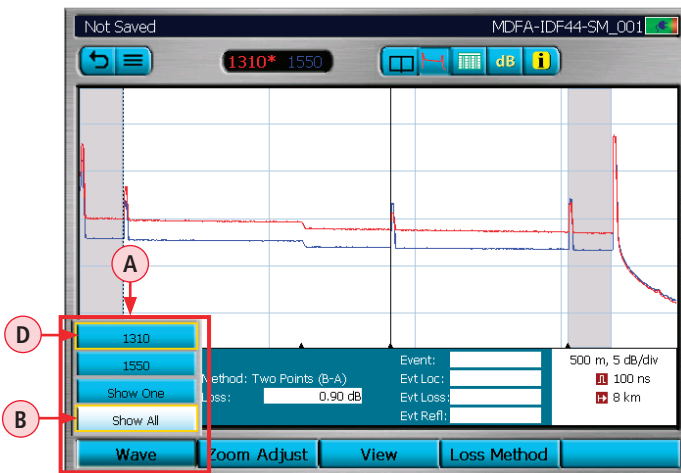 Not Saved MDFA-IDF44-SM_001
1310* 1550 dB i
A
D
1310
1550
Show One
B
Show All
Method: Two Points (B-A)
Loss: 0.90 dB
Event:
Evt Loc:
Evt Loss:
Evt Refl:
500 m, 5 dB/div
100 ns
8 km
Wave Zoom Adjust View Loss Method